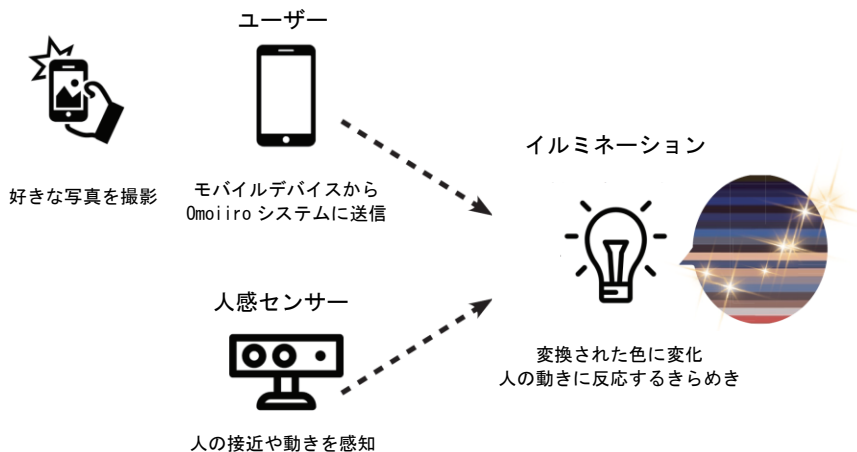 ユーザー
好きな写真を撮影
モバイルデバイスから
Omoiiro システムに送信
人感センサー
人の接近や動きを感知
イルミネーション
変換された色に変化
人の動きに反応するきらめき